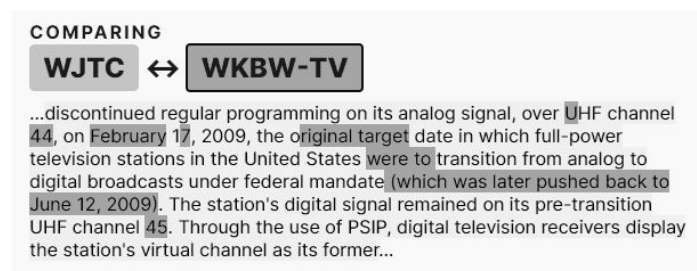 COMPARING
WJTC ↔ WKBW-TV
...discontinued regular programming on its analog signal, over UHF channel
44, on February 17, 2009, the original target date in which full-power
television stations in the United States were to transition from analog to
digital broadcasts under federal mandate (which was later pushed back to
June 12, 2009). The station's digital signal remained on its pre-transition
UHF channel 45. Through the use of PSIP, digital television receivers display
the station's virtual channel as its former...